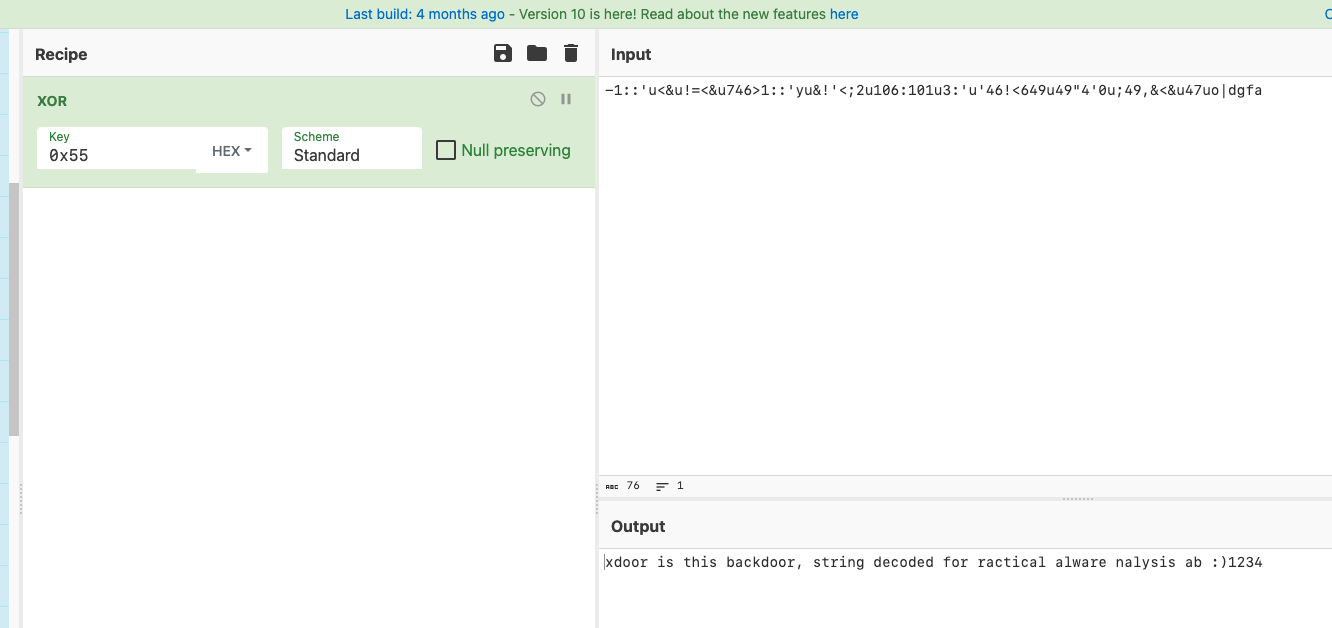 Last build: 4 months ago - Version 10 is here! Read about the new features here
Recipe
XOR
Key
0x55
HEX
Scheme
Standard
Null preserving
Input
-1::'u<&u!=<&u746>1::'yu&!'<;2u106:101u3:'u'46!<649u49"4'0u;49,&<&u47uo|dgfa
ABC 76 1
Output
xdoor is this backdoor, string decoded for ractical alware nalysis ab :)1234